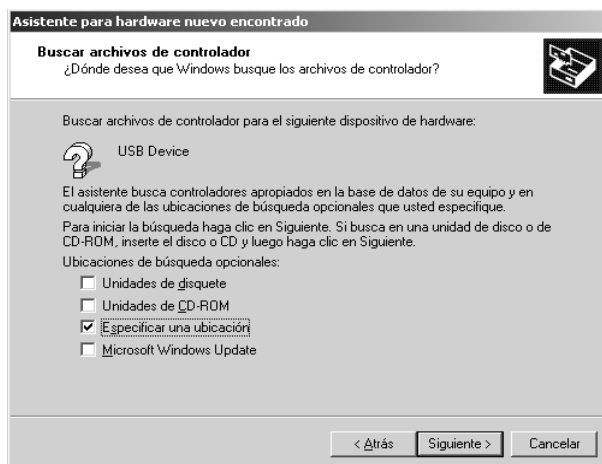 Asistente para hardware nuevo encontrado
Buscar archivos de controlador
¿Dónde desea que Windows busque los archivos de controlador?
Buscar archivos de controlador para el siguiente dispositivo de hardware:
USB Device
El asistente busca controladores apropiados en la base de datos de su equipo y en
cualquiera de las ubicaciones de búsqueda opcionales que usted especifique.
Para iniciar la búsqueda haga clic en Siguiente. Si busca en una unidad de disco o de
CD-ROM, inserte el disco o CD y luego haga clic en Siguiente.
Ubicaciones de búsqueda opcionales:
Unidades de disquete
Unidades de CD-ROM
Especificar una ubicación
Microsoft Windows Update
< Atrás Siguiente > Cancelar